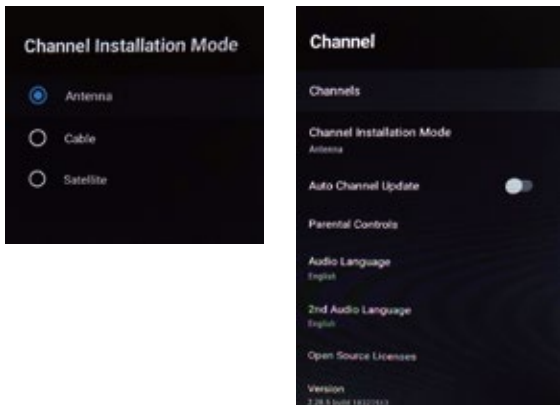 Channel Installation Mode
Antenna
Cable
Satellite
Channel
Channels
Channel Installation Mode
Antenna
Auto Channel Update
Parental Controls
Audio Language
English
2nd Audio Language
English
Open Source Licenses
Version